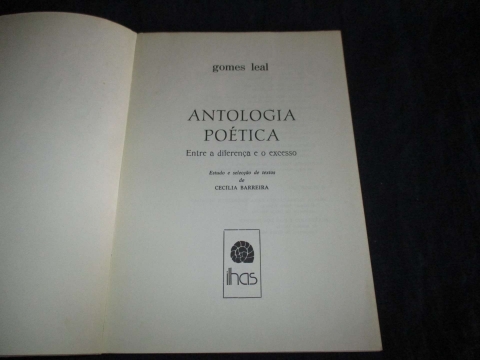 gomes leal
ANTOLOGIA
POÉTICA
Entre a diferença e o excesso
Estudo e selecção de textos
de
CECÍLIA BARREIRA
ilhas